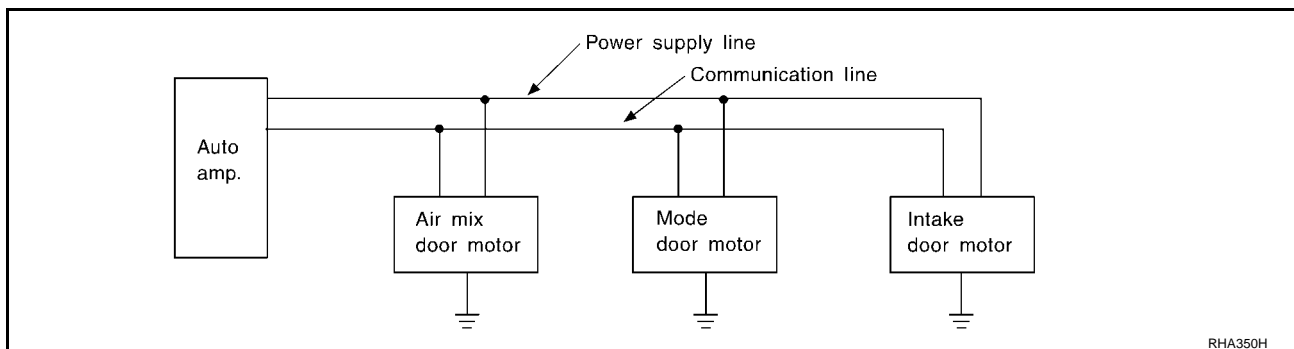 Power supply line
Communication line
Auto
amp.
Air mix
door motor
Mode
door motor
Intake
door motor
RHA350H